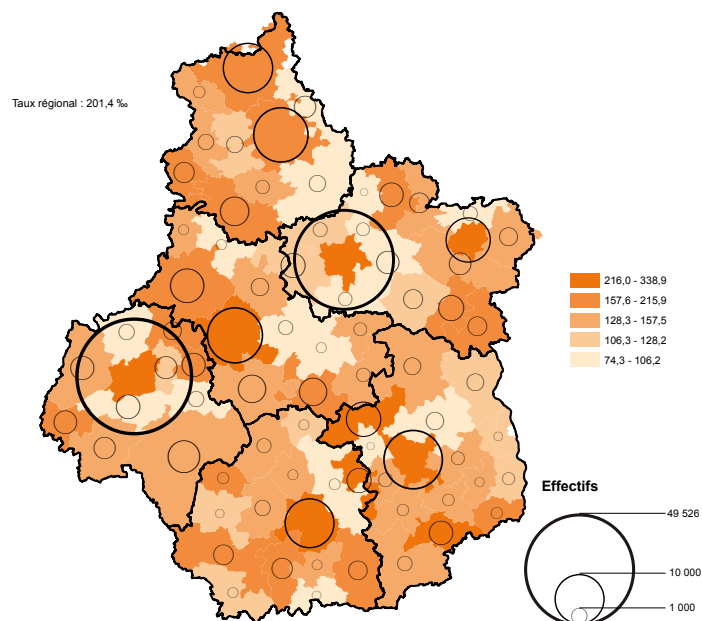 Taux régional : 201,4 ‰
216,0 - 338,9
157,6 - 215,9
128,3 - 157,5
106,3 - 128,2
74,3 - 106,2
Effectifs
49 526
10 000
1 000